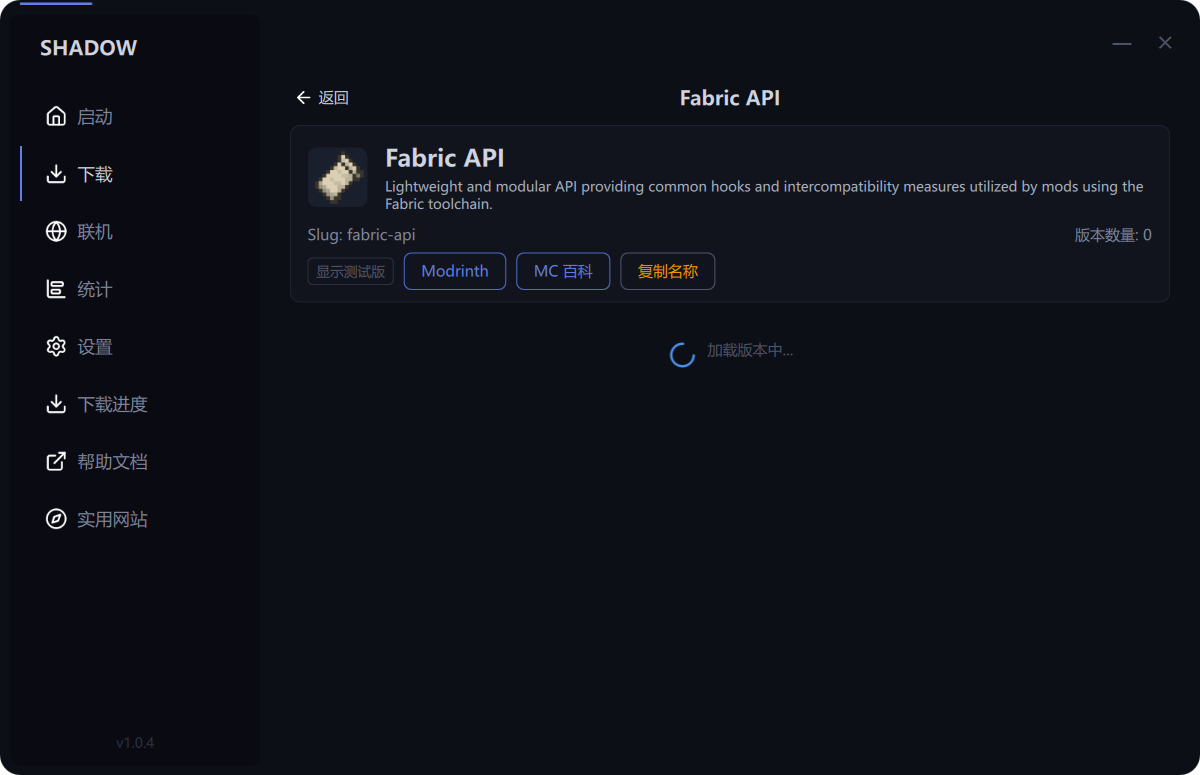 SHADOW
启动
下载
联机
统计
设置
下载进度
帮助文档
实用网站
v1.0.4
返回
Fabric API
Fabric API
Lightweight and modular API providing common hooks and intercompatibility measures utilized by mods using the
Fabric toolchain.
Slug: fabric-api
版本数量: 0
显示测试版
Modrinth
MC 百科
复制名称
加载版本中...